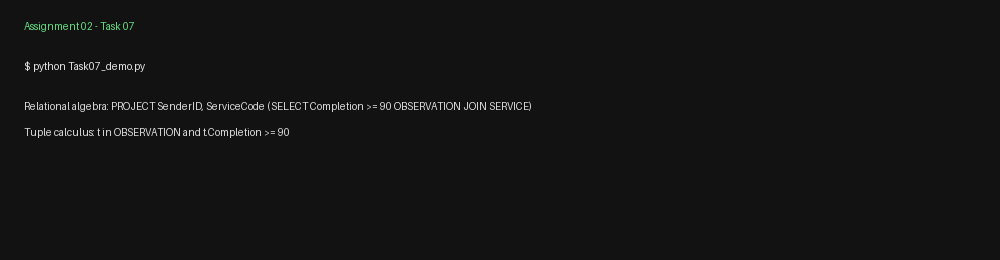 Assignment 02 - Task 07
$ python Task07_demo.py
Relational algebra: PROJECT SenderID, ServiceCode (SELECT Completion >= 90 OBSERVATION JOIN SERVICE)
Tuple calculus: t in OBSERVATION and t.Completion >= 90